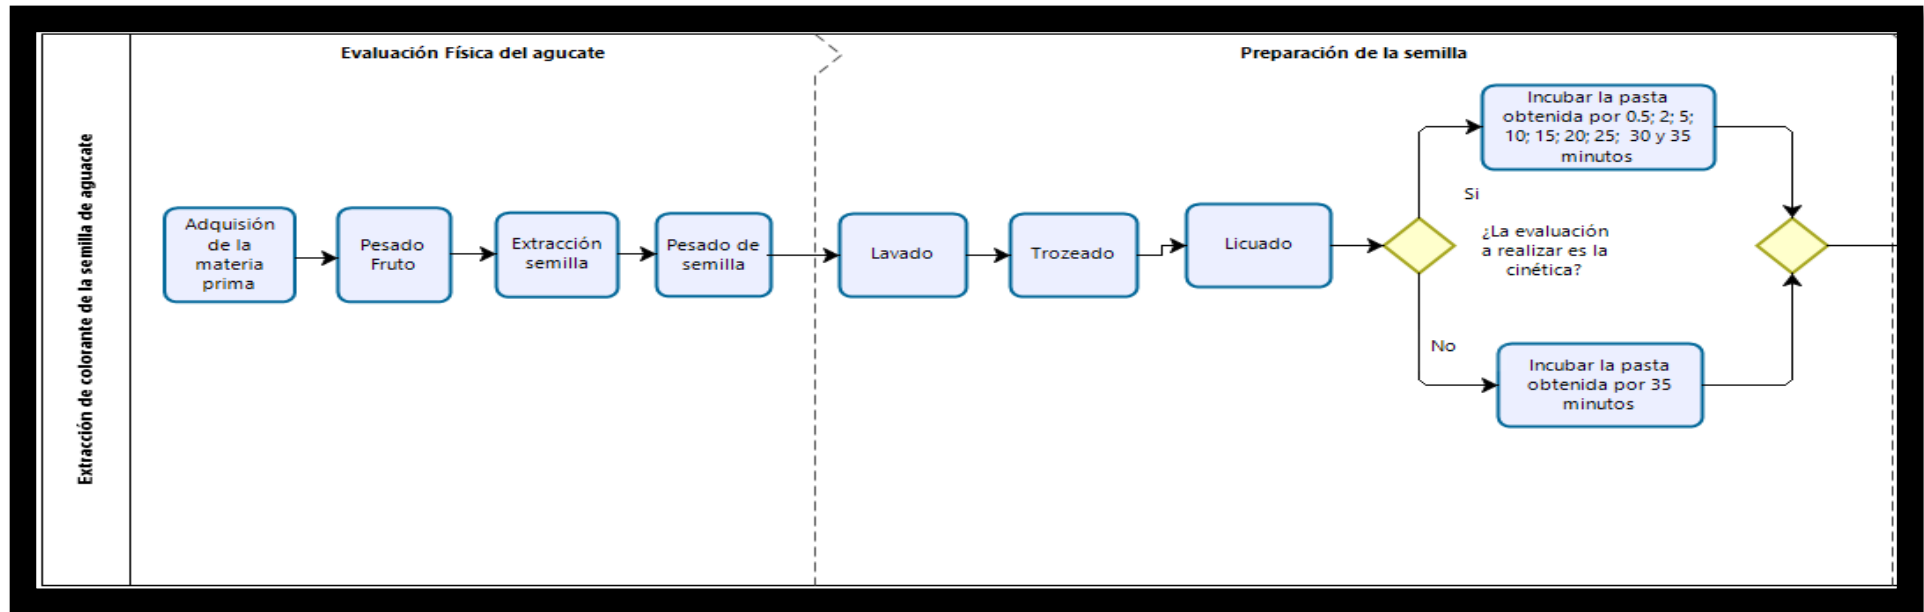 Extracción de colorante de la semilla de aguacate
Evaluación Física del agucate
Adquisión
de la
materia
prima
Pesado
Fruto
Extracción
semilla
Pesado de
semilla
Preparación de la semilla
Lavado
Trozeado
Licuado
¿La evaluación
a realizar es la
cinética?
Si
Incubar la pasta
obtenida por 0.5; 2; 5;
10; 15; 20; 25;  30 y 35
minutos
No
Incubar la pasta
obtenida por 35
minutos